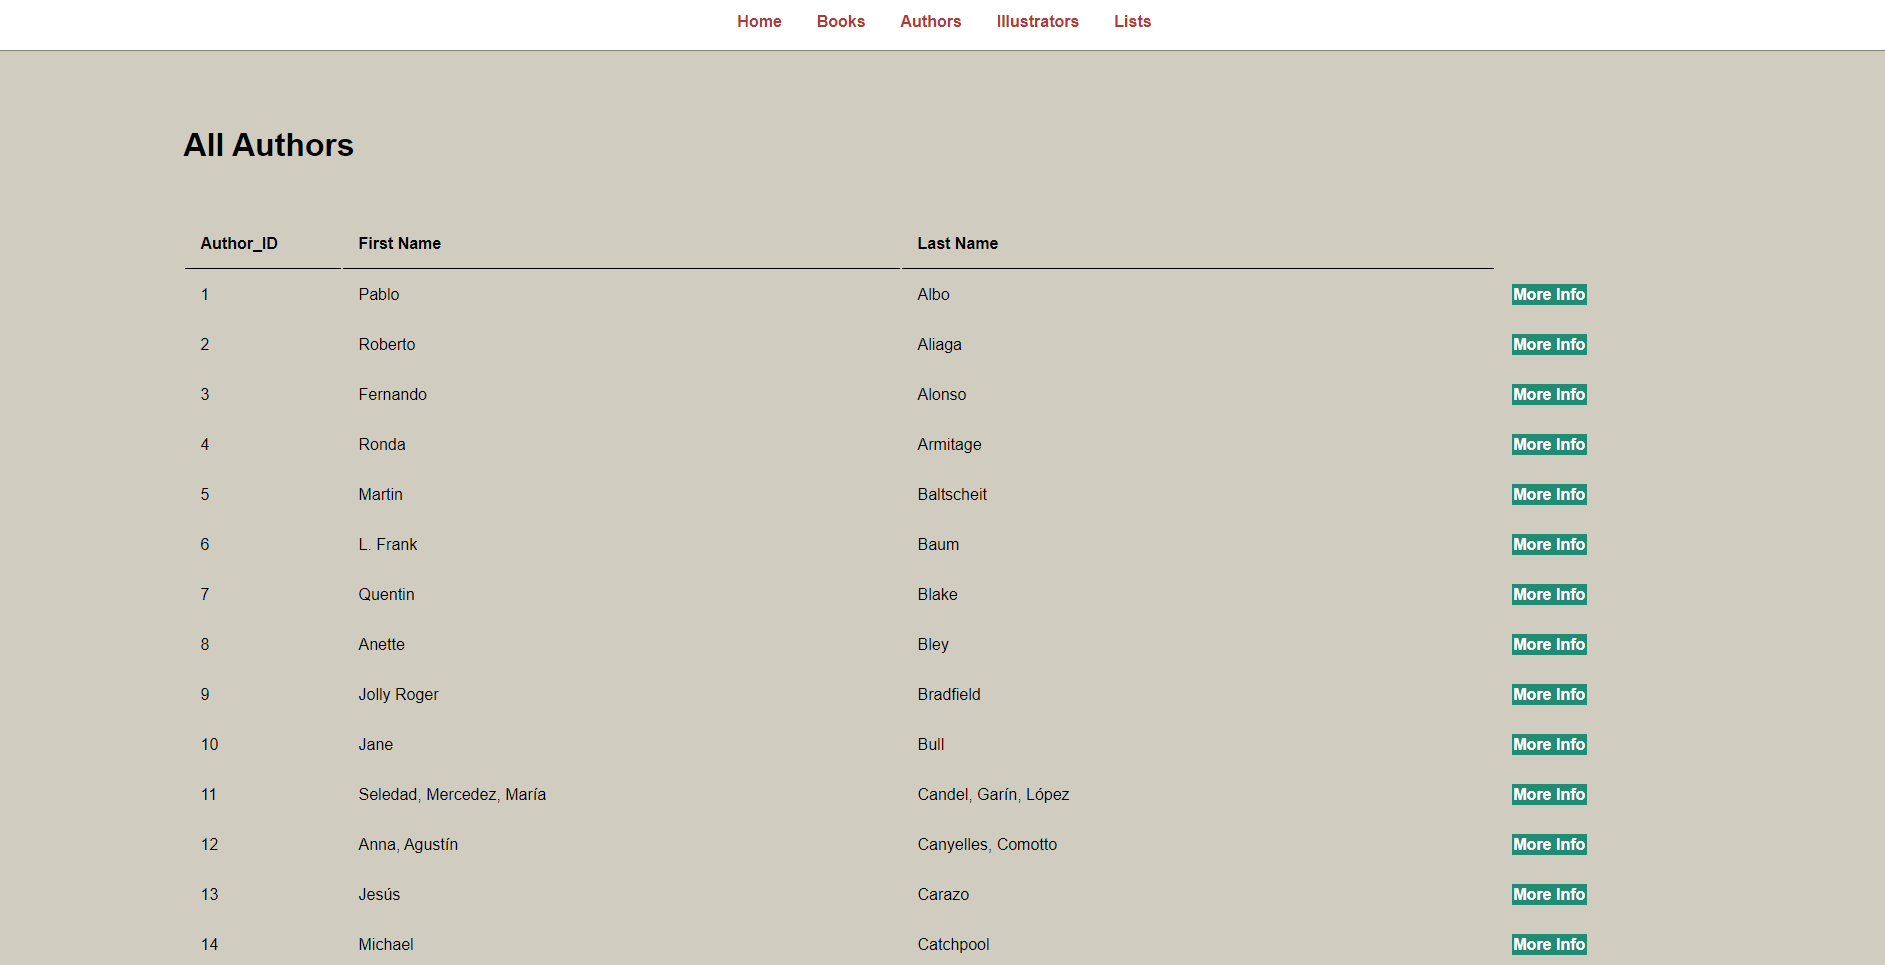 Home Books Authors Illustrators Lists
All Authors
Author_ID First Name Last Name
1 Pablo Albo More Info
2 Roberto Aliaga More Info
3 Fernando Alonso More Info
4 Ronda Armitage More Info
5 Martin Baltscheit More Info
6 L. Frank Baum More Info
7 Quentin Blake More Info
8 Anette Bley More Info
9 Jolly Roger Bradfield More Info
10 Jane Bull More Info
11 Seledad, Mercedez, María Candel, Garín, López More Info
12 Anna, Agustín Canyelles, Comotto More Info
13 Jesús Carazo More Info
14 Michael Catchpool More Info